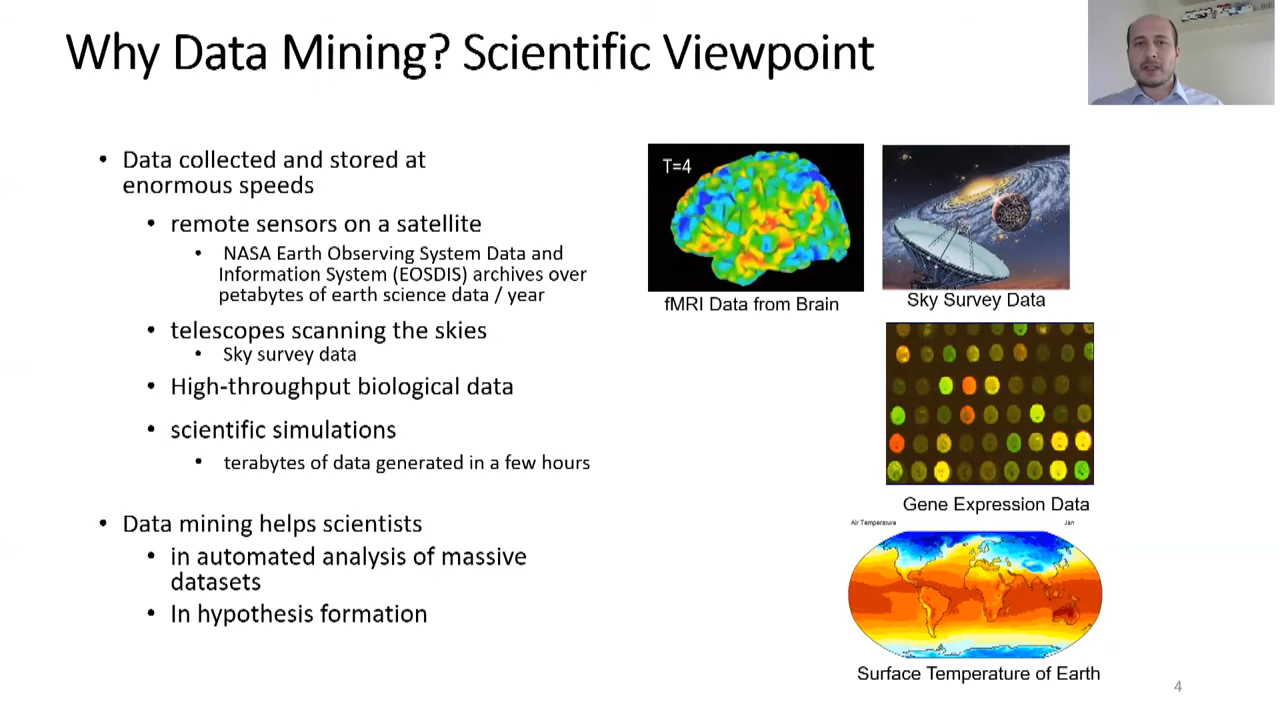 Why Data Mining? Scientific Viewpoint
• Data collected and stored at
enormous speeds
• remote sensors on a satellite
• NASA Earth Observing System Data and
Information System (EOSDIS) archives over
petabytes of earth science data / year
• telescopes scanning the skies
• Sky survey data
• High-throughput biological data
• scientific simulations
• terabytes of data generated in a few hours
• Data mining helps scientists
• in automated analysis of massive
datasets
• In hypothesis formation
T=4
fMRI Data from Brain
Sky Survey Data
Gene Expression Data
Air Temperature
Jan
Surface Temperature of Earth
4